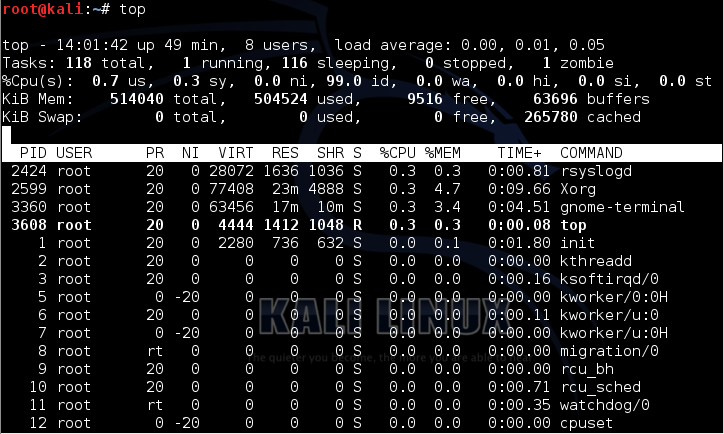 root@kali:~# top
top - 14:01:42 up 49 min,  8 users,  load average: 0.00, 0.01, 0.05
Tasks: 118 total,   1 running, 116 sleeping,   0 stopped,   1 zombie
%Cpu(s):  0.7 us,  0.3 sy,  0.0 ni, 99.0 id,  0.0 wa,  0.0 hi,  0.0 si,  0.0 st
KiB Mem:    514040 total,   504524 used,     9516 free,    63696 buffers
KiB Swap:        0 total,        0 used,        0 free,   265780 cached
  PID USER      PR  NI  VIRT  RES  SHR S  %CPU %MEM    TIME+  COMMAND
 2424 root      20   0 28072 1636 1036 S   0.3  0.3   0:00.81 rsyslogd
 2599 root      20   0 77408  23m 4888 S   0.3  4.7   0:09.66 Xorg
 3360 root      20   0 63456  17m  10m S   0.3  3.4   0:04.51 gnome-terminal
 3608 root      20   0  4444 1412 1048 R   0.3  0.3   0:00.08 top
    1 root      20   0  2280  736  632 S   0.0  0.1   0:01.80 init
    2 root      20   0     0    0    0 S   0.0  0.0   0:00.00 kthreadd
    3 root      20   0     0    0    0 S   0.0  0.0   0:00.16 ksoftirqd/0
    5 root       0 -20     0    0    0 S   0.0  0.0   0:00.00 kworker/0:0H
    6 root      20   0     0    0    0 S   0.0  0.0   0:00.11 kworker/u:0
    7 root       0 -20     0    0    0 S   0.0  0.0   0:00.00 kworker/u:0H
    8 root      rt   0     0    0    0 S   0.0  0.0   0:00.00 migration/0
    9 root      20   0     0    0    0 S   0.0  0.0   0:00.00 rcu_bh
   10 root      20   0     0    0    0 S   0.0  0.0   0:00.71 rcu_sched
   11 root      rt   0     0    0    0 S   0.0  0.0   0:00.35 watchdog/0
   12 root       0 -20     0    0    0 S   0.0  0.0   0:00.00 cpuset
KALI LINUX
The quieter you become, the more you are able to